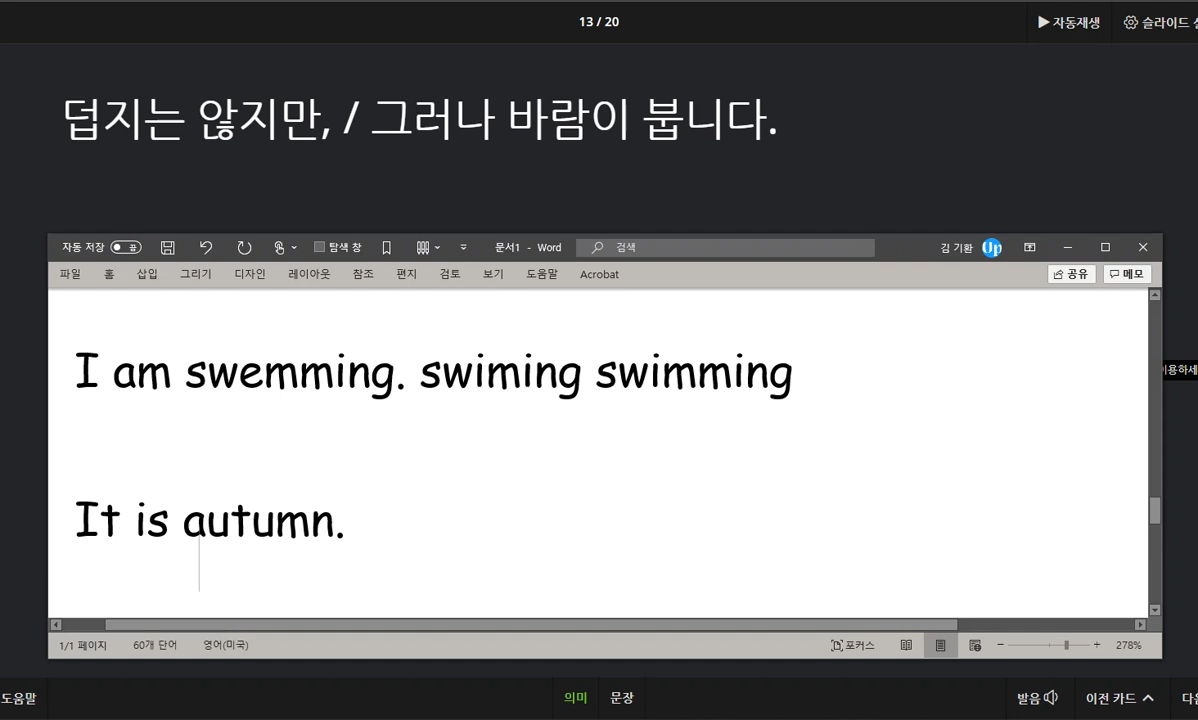 13 / 20
▶ 자동재생
슬라이드
덥지는 않지만, / 그러나 바람이 붑니다.
자동 저장
탐색 창
문서1 - Word
검색
김 기환
Up
파일 홈 삽입 그리기 디자인 레이아웃 참조 편지 검토 보기 도움말 Acrobat
공유
메모
I am swemming. swiming swimming
이용하세
It is autumn.
1/1 페이지
60개 단어
영어(미국)
포커스
278%
도움말
의미
문장
발음
이전 카드